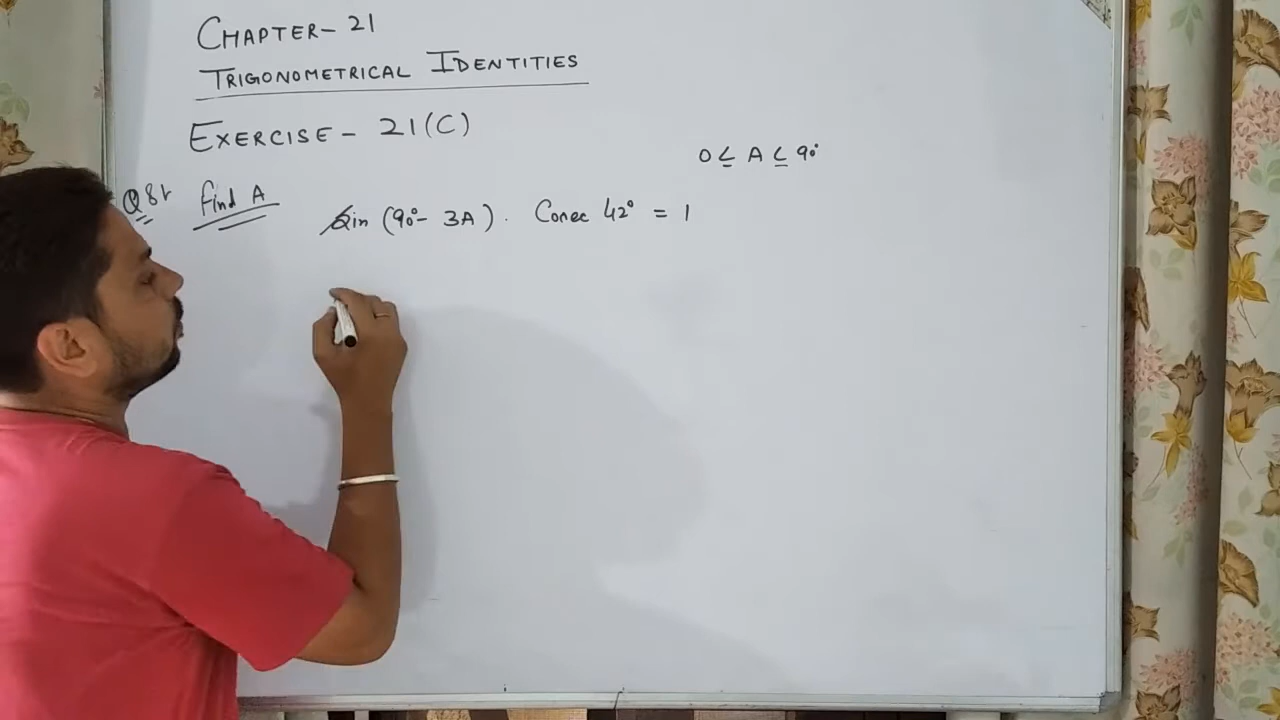 CHAPTER - 21
TRIGONOMETRICAL IDENTITIES
EXERCISE - 21(C)
0 ≤ A ≤ 90°
Q8. Find A
Sin (90° - 3A). Cosec 42° = 1